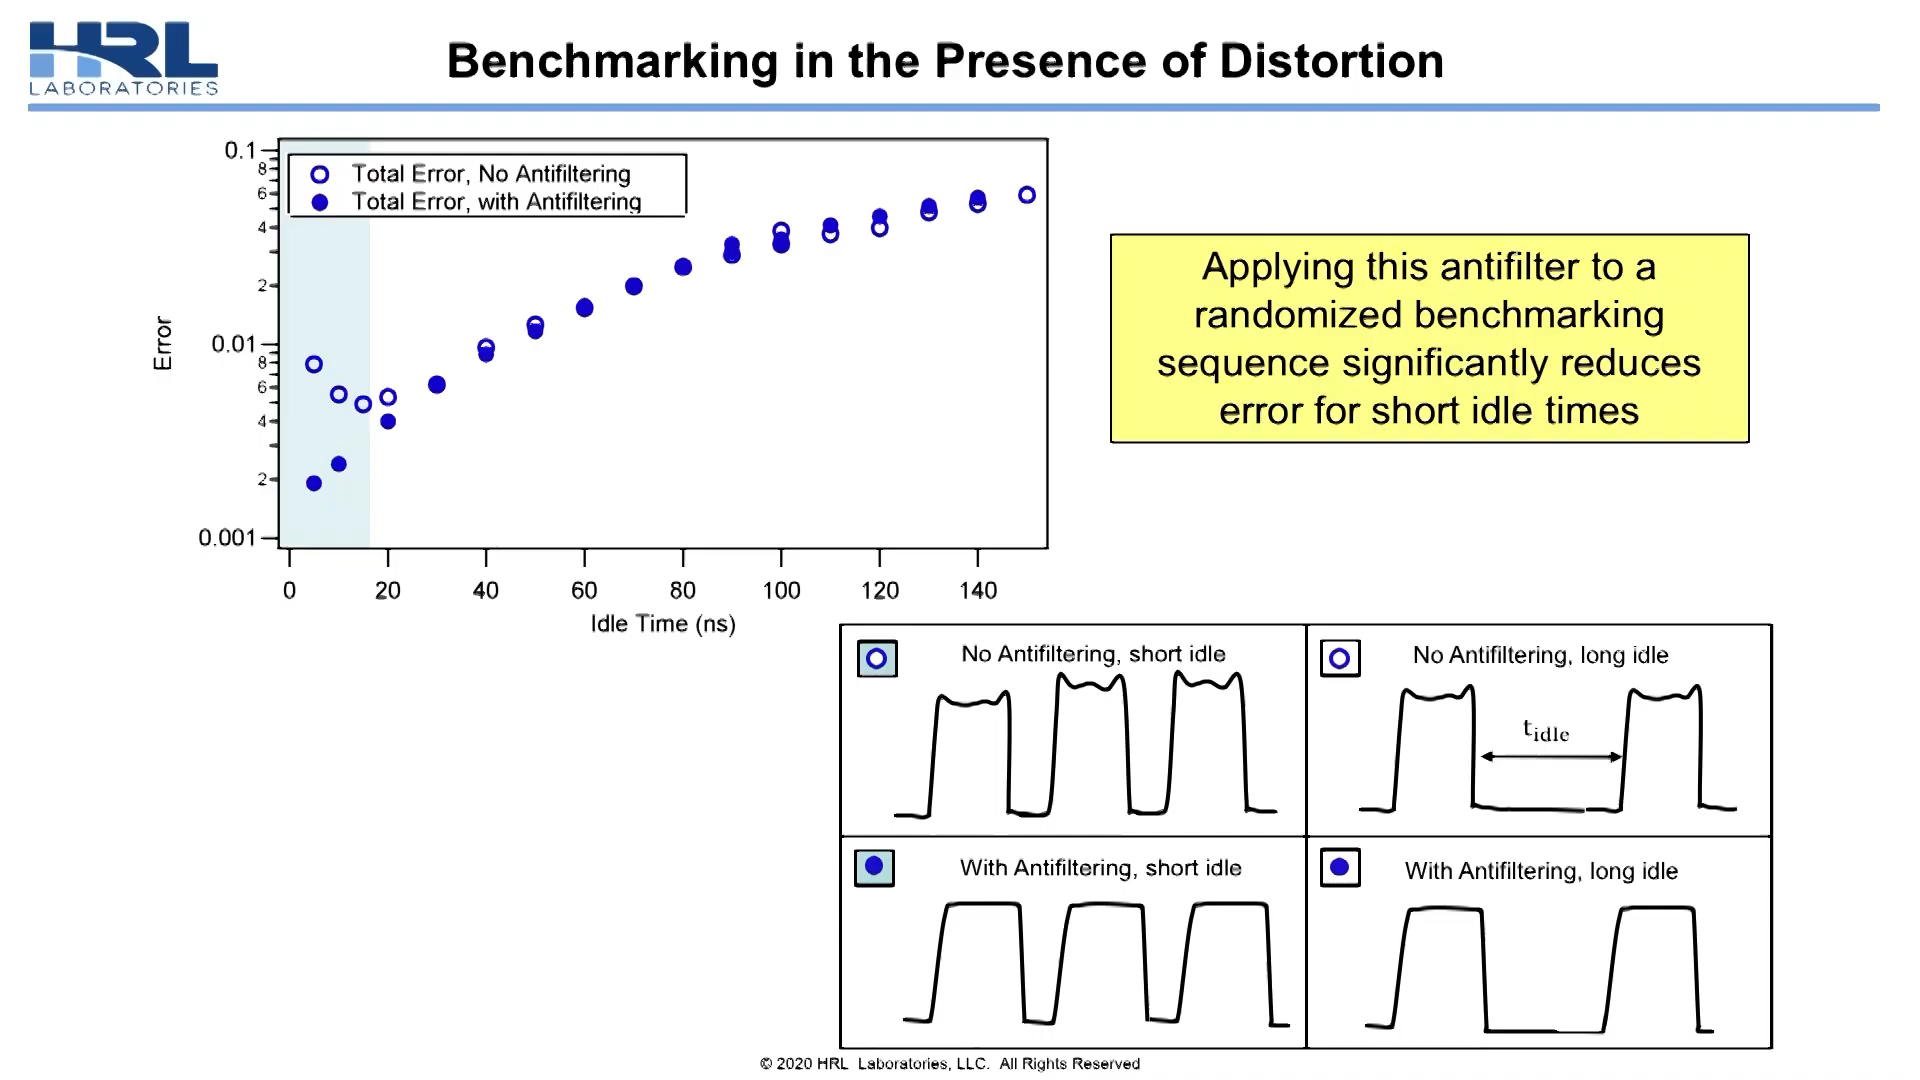 HRL
LABORATORIES
Benchmarking in the Presence of Distortion
0.1
8
6
4
2
0.01
8
6
4
2
0.001
Error
Total Error, No Antifiltering
Total Error, with Antifiltering
0 20 40 60 80 100 120 140
Idle Time (ns)
Applying this antifilter to a
randomized benchmarking
sequence significantly reduces
error for short idle times
No Antifiltering, short idle
No Antifiltering, long idle
tidle
With Antifiltering, short idle
With Antifiltering, long idle
© 2020 HRL Laboratories, LLC. All Rights Reserved